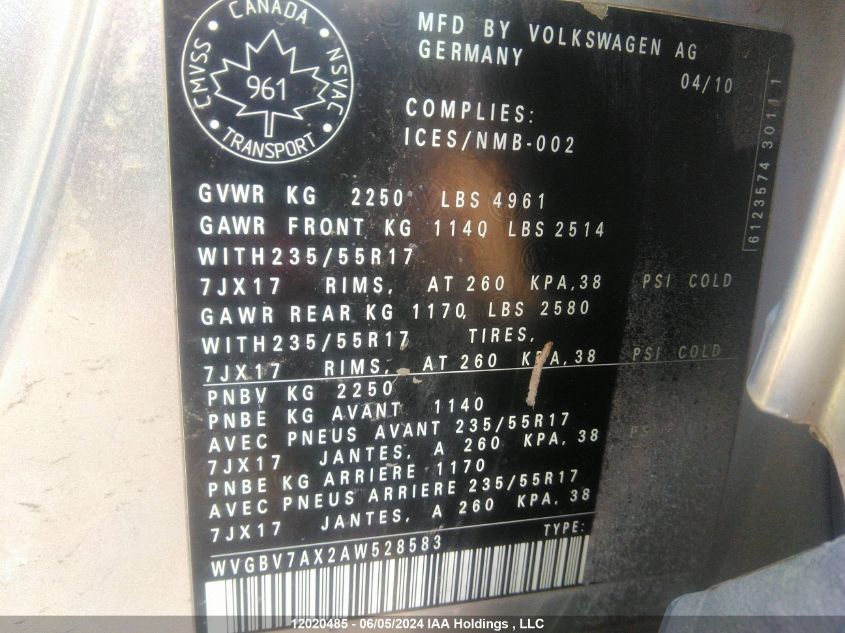 CANADA
CMVSS
NSVAC
961
TRANSPORT
MFD BY VOLKSWAGEN AG
GERMANY
04/10
COMPLIES:
ICES/NMB-002
6123574 30111
GVWR KG 2250 LBS 4961
GAWR FRONT KG 1140 LBS 2514
WITH235/55R17
7JX17 RIMS, AT 260 KPA,38 PSI COLD
GAWR REAR KG 1170, LBS 2580
WITH235/55R17 TIRES,
7JX17 RIMS, AT 260 KPA,38 PSI COLD
PNBV KG 2250
PNBE KG AVANT 1140
AVEC PNEUS AVANT 235/55R17
7JX17 JANTES, A 260 KPA,38
PNBE KG ARRIERE 1170
AVEC PNEUS ARRIERE 235/55R17
7JX17 JANTES, A 260 KPA,38
TYPE:
WVGBV7AX2AW528583
12020485 - 06/05/2024 IAA Holdings , LLC